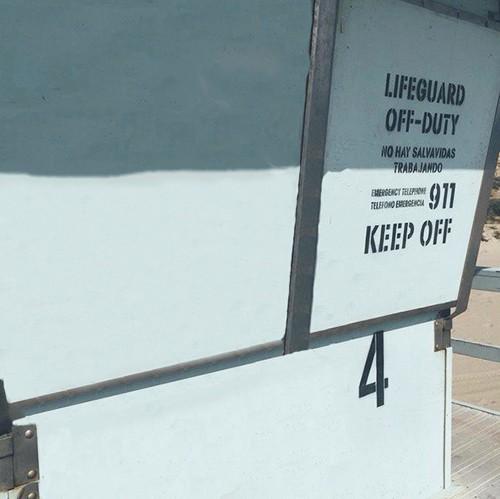 LIFEGUARD
OFF-DUTY
NO HAY SALVAVIDAS
TRABAJANDO
EMERGENCY TELEPHONE
TELEFONO EMERGENCIA 911
KEEP OFF
4